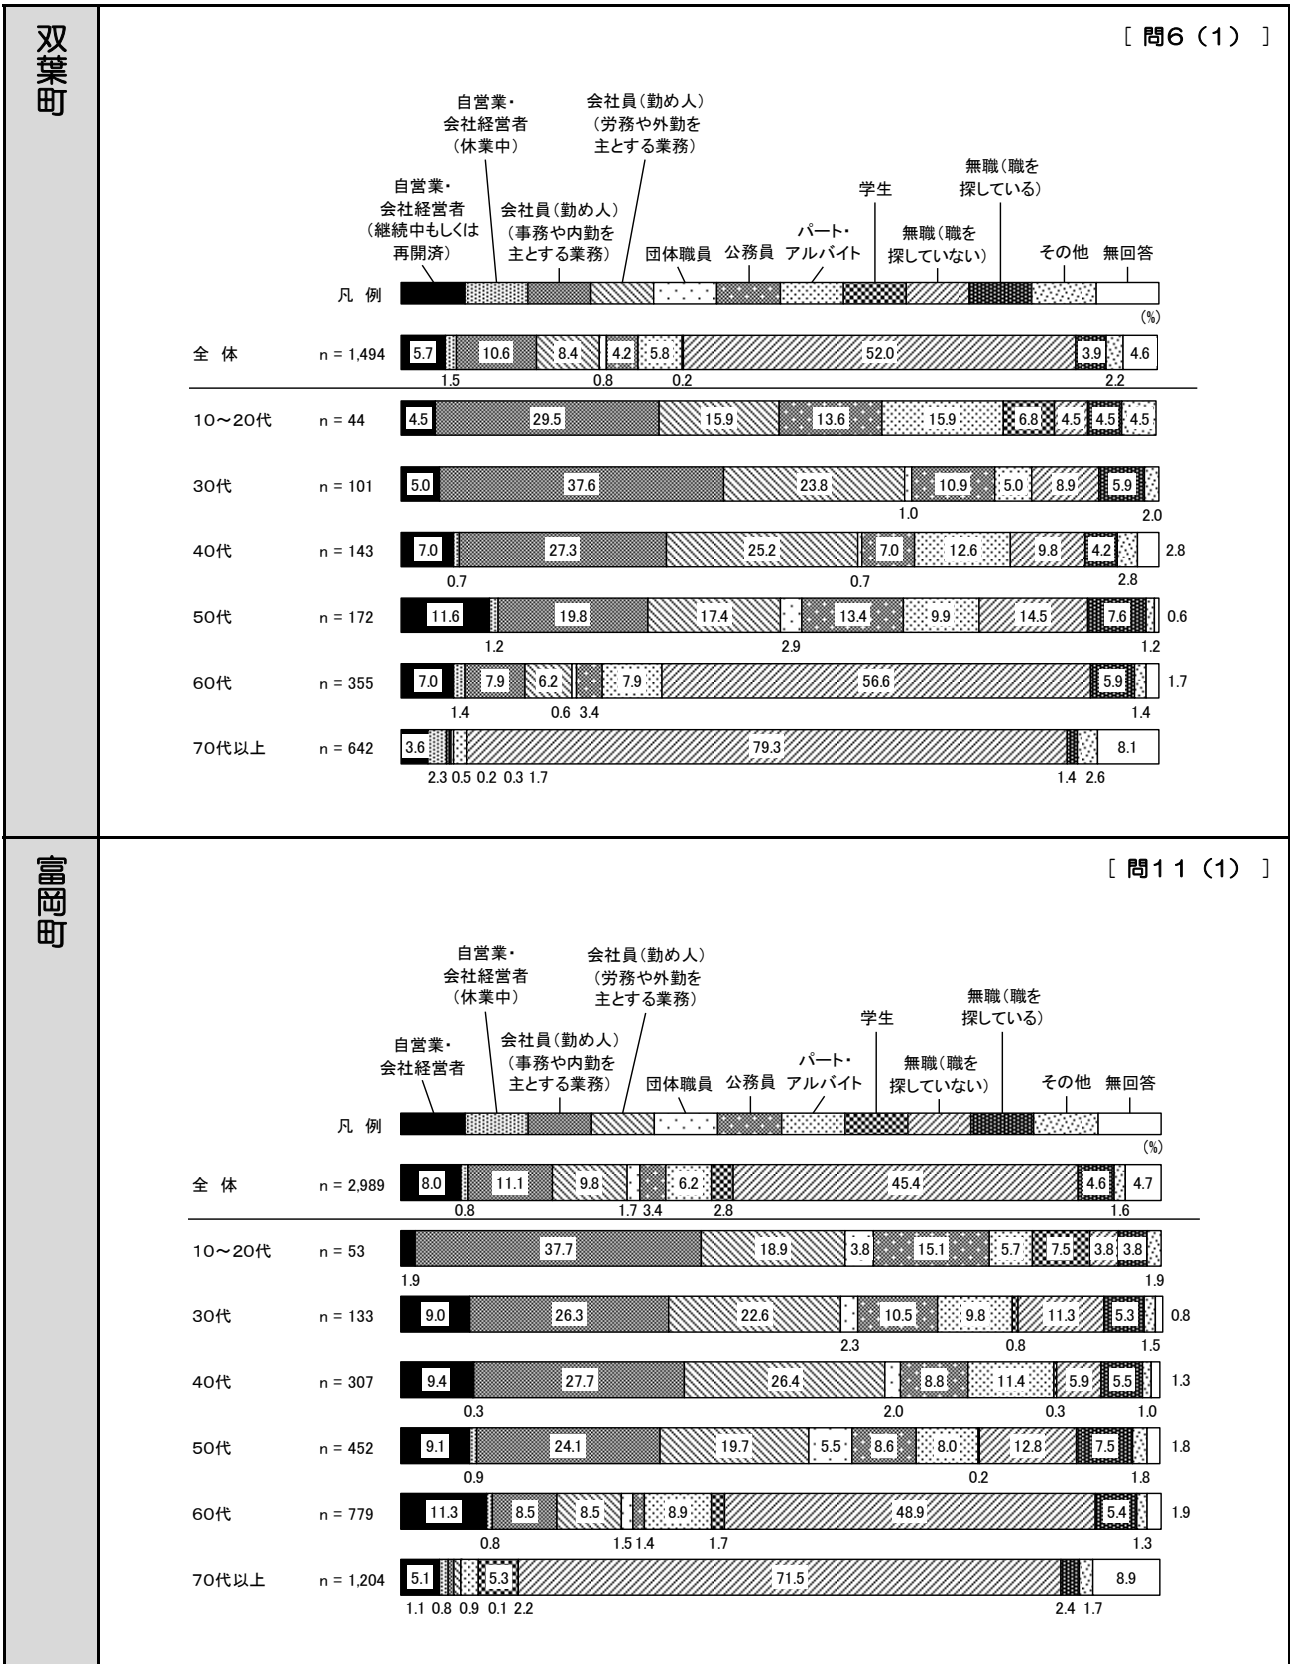 双葉町
[ 問6（1） ]
自営業・
会社経営者
（休業中）
会社員（勤め人）
（労務や外勤を
主とする業務）
無職（職を
探している）
自営業・
会社経営者
（継続中もしくは
再開済）
会社員（勤め人）
（事務や内勤を
主とする業務）
団体職員
公務員
パート・
アルバイト
学生
無職（職を
探していない）
その他
無回答
凡 例
(%)
全 体 n = 1,494 5.7 10.6 8.4 4.2 5.8 52.0 3.9 4.6
1.5 0.8 0.2 2.2
10～20代 n = 44 4.5 29.5 15.9 13.6 15.9 6.8 4.5 4.5 4.5
30代 n = 101 5.0 37.6 23.8 10.9 5.0 8.9 5.9
1.0 2.0
40代 n = 143 7.0 27.3 25.2 7.0 12.6 9.8 4.2 2.8
0.7 0.7 2.8
50代 n = 172 11.6 19.8 17.4 13.4 9.9 14.5 7.6 0.6
1.2 2.9 1.2
60代 n = 355 7.0 7.9 6.2 7.9 56.6 5.9 1.7
1.4 0.6 3.4 1.4
70代以上 n = 642 3.6 79.3 8.1
2.3 0.5 0.2 0.3 1.7 1.4 2.6
富岡町
[ 問11（1） ]
自営業・
会社経営者
（休業中）
会社員（勤め人）
（労務や外勤を
主とする業務）
無職（職を
探している）
自営業・
会社経営者
会社員（勤め人）
（事務や内勤を
主とする業務）
団体職員
公務員
パート・
アルバイト
学生
無職（職を
探していない）
その他
無回答
凡 例
(%)
全 体 n = 2,989 8.0 11.1 9.8 6.2 45.4 4.6 4.7
0.8 1.7 3.4 2.8 1.6
10～20代 n = 53 37.7 18.9 3.8 15.1 5.7 7.5 3.8 3.8
1.9 1.9
30代 n = 133 9.0 26.3 22.6 10.5 9.8 11.3 5.3 0.8
2.3 0.8 1.5
40代 n = 307 9.4 27.7 26.4 8.8 11.4 5.9 5.5 1.3
0.3 2.0 0.3 1.0
50代 n = 452 9.1 24.1 19.7 5.5 8.6 8.0 12.8 7.5 1.8
0.9 0.2 1.8
60代 n = 779 11.3 8.5 8.5 8.9 48.9 5.4 1.9
0.8 1.5 1.4 1.7 1.3
70代以上 n = 1,204 5.1 5.3 71.5 8.9
1.1 0.8 0.9 0.1 2.2 2.4 1.7